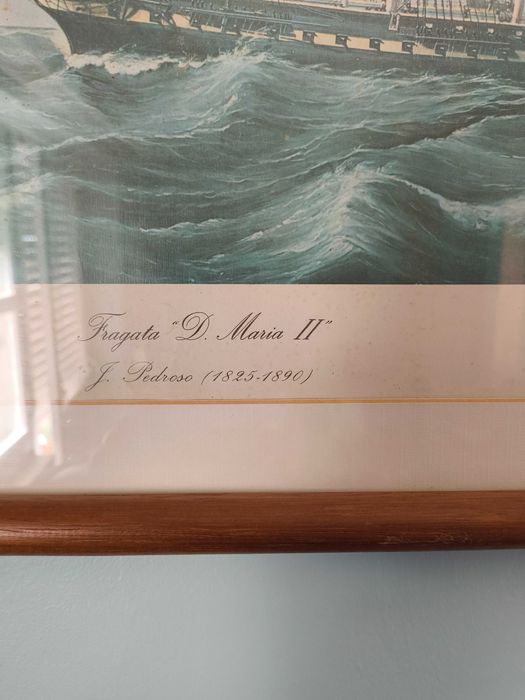 Fragata "D. Maria II"
J. Pedroso (1825-1890)